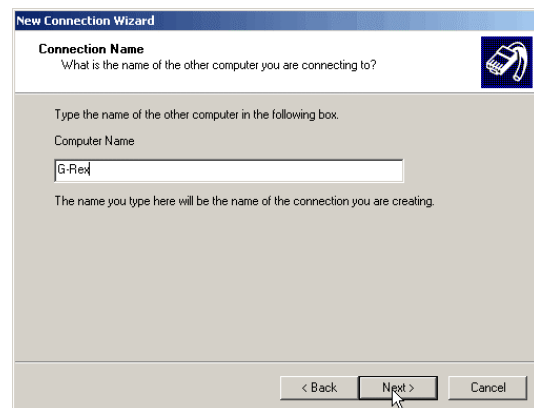 New Connection Wizard
Connection Name
What is the name of the other computer you are connecting to?
Type the name of the other computer in the following box.
Computer Name
G-Rex
The name you type here will be the name of the connection you are creating.
< Back Next > Cancel